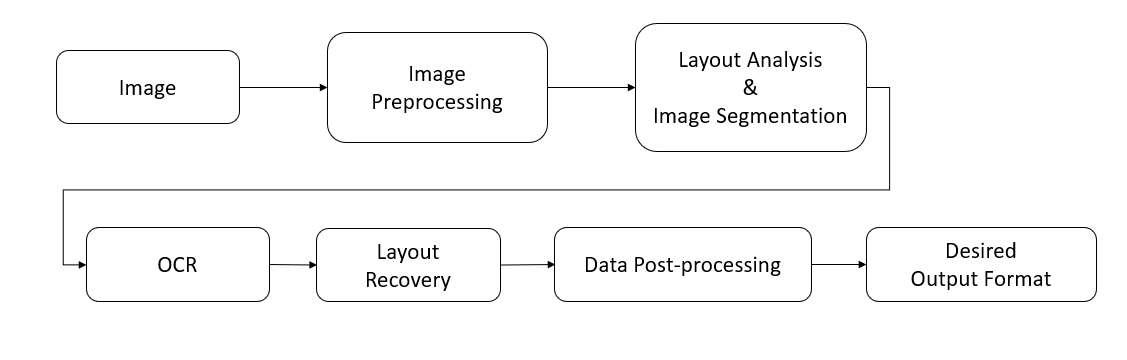 Image
Image
Preprocessing
Layout Analysis
&
Image Segmentation
OCR
Layout
Recovery
Data Post-processing
Desired
Output Format